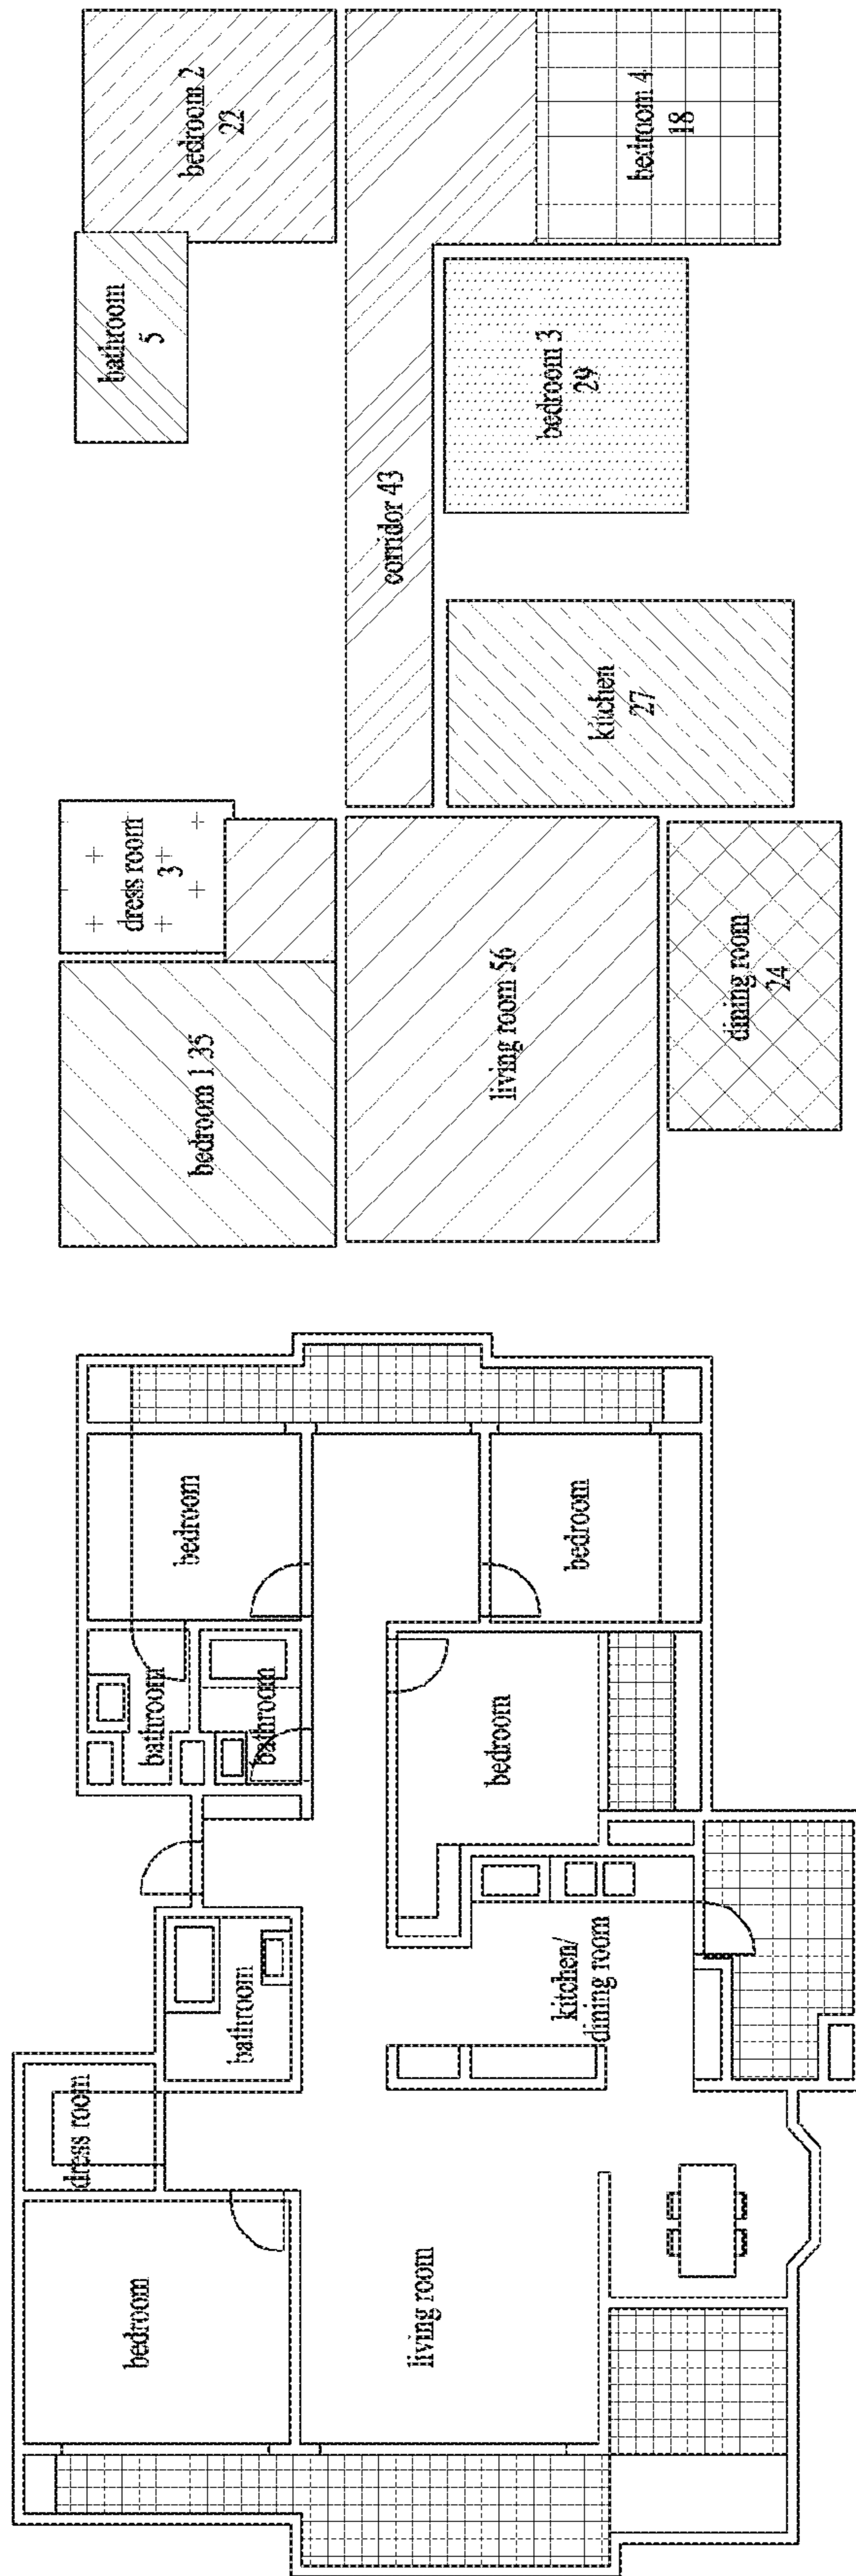 bedroom
dress room
bathroom
bathroom
bathroom
bedroom
living room
kitchen/
dining room
bedroom
bedroom
bedroom 1 35
dress room
3
bathroom
5
bedroom 2
22
living room 56
corridor 43
dining room
24
kitchen
27
bedroom 3
29
bedroom 4
18